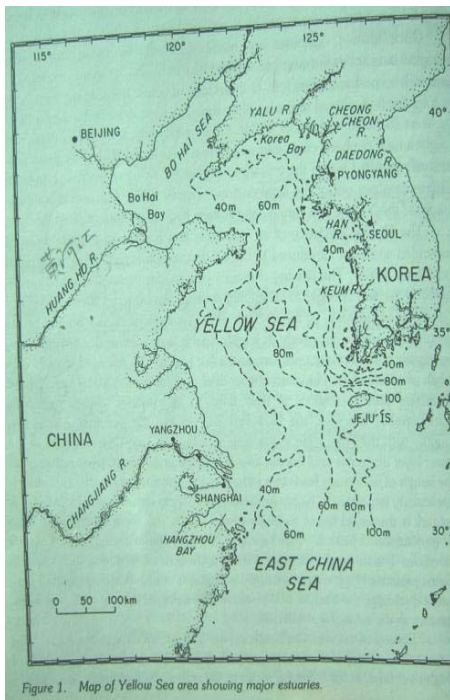 115°
120°
125°
40°
YALU R.
CHEONG
CHEON
R.
BEIJING
BO HAI SEA
Korea
Bay
DAEDONG
R.
PYONGYANG
Bo Hai
Bay
40m
60m
HAN
R.
SEOUL
40m
HUANG HO R.
KEUM R.
KOREA
YELLOW SEA
35°
80m
40m
80m
100
JEJU IS.
CHINA
YANGZHOU
CHANGJIANG R.
SHANGHAI
40m
60m
80m
100m
30°
HANGZHOU
BAY
60m
EAST CHINA
SEA
0 50 100km
Figure 1. Map of Yellow Sea area showing major estuaries.